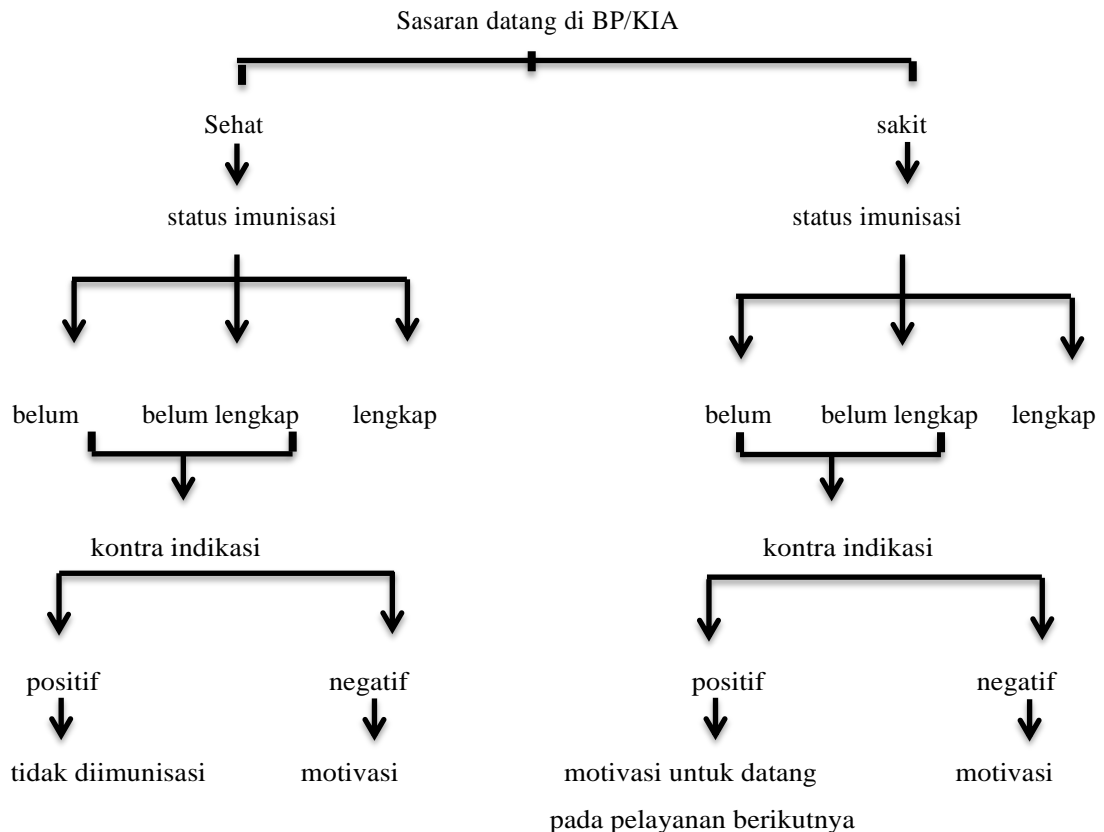 Sasaran datang di BP/KIA
Sehat
sakit
status imunisasi
status imunisasi
belum
belum lengkap
lengkap
belum
belum lengkap
lengkap
kontra indikasi
kontra indikasi
positif
negatif
positif
negatif
tidak diimunisasi
motivasi
motivasi untuk datang
pada pelayanan berikutnya
motivasi